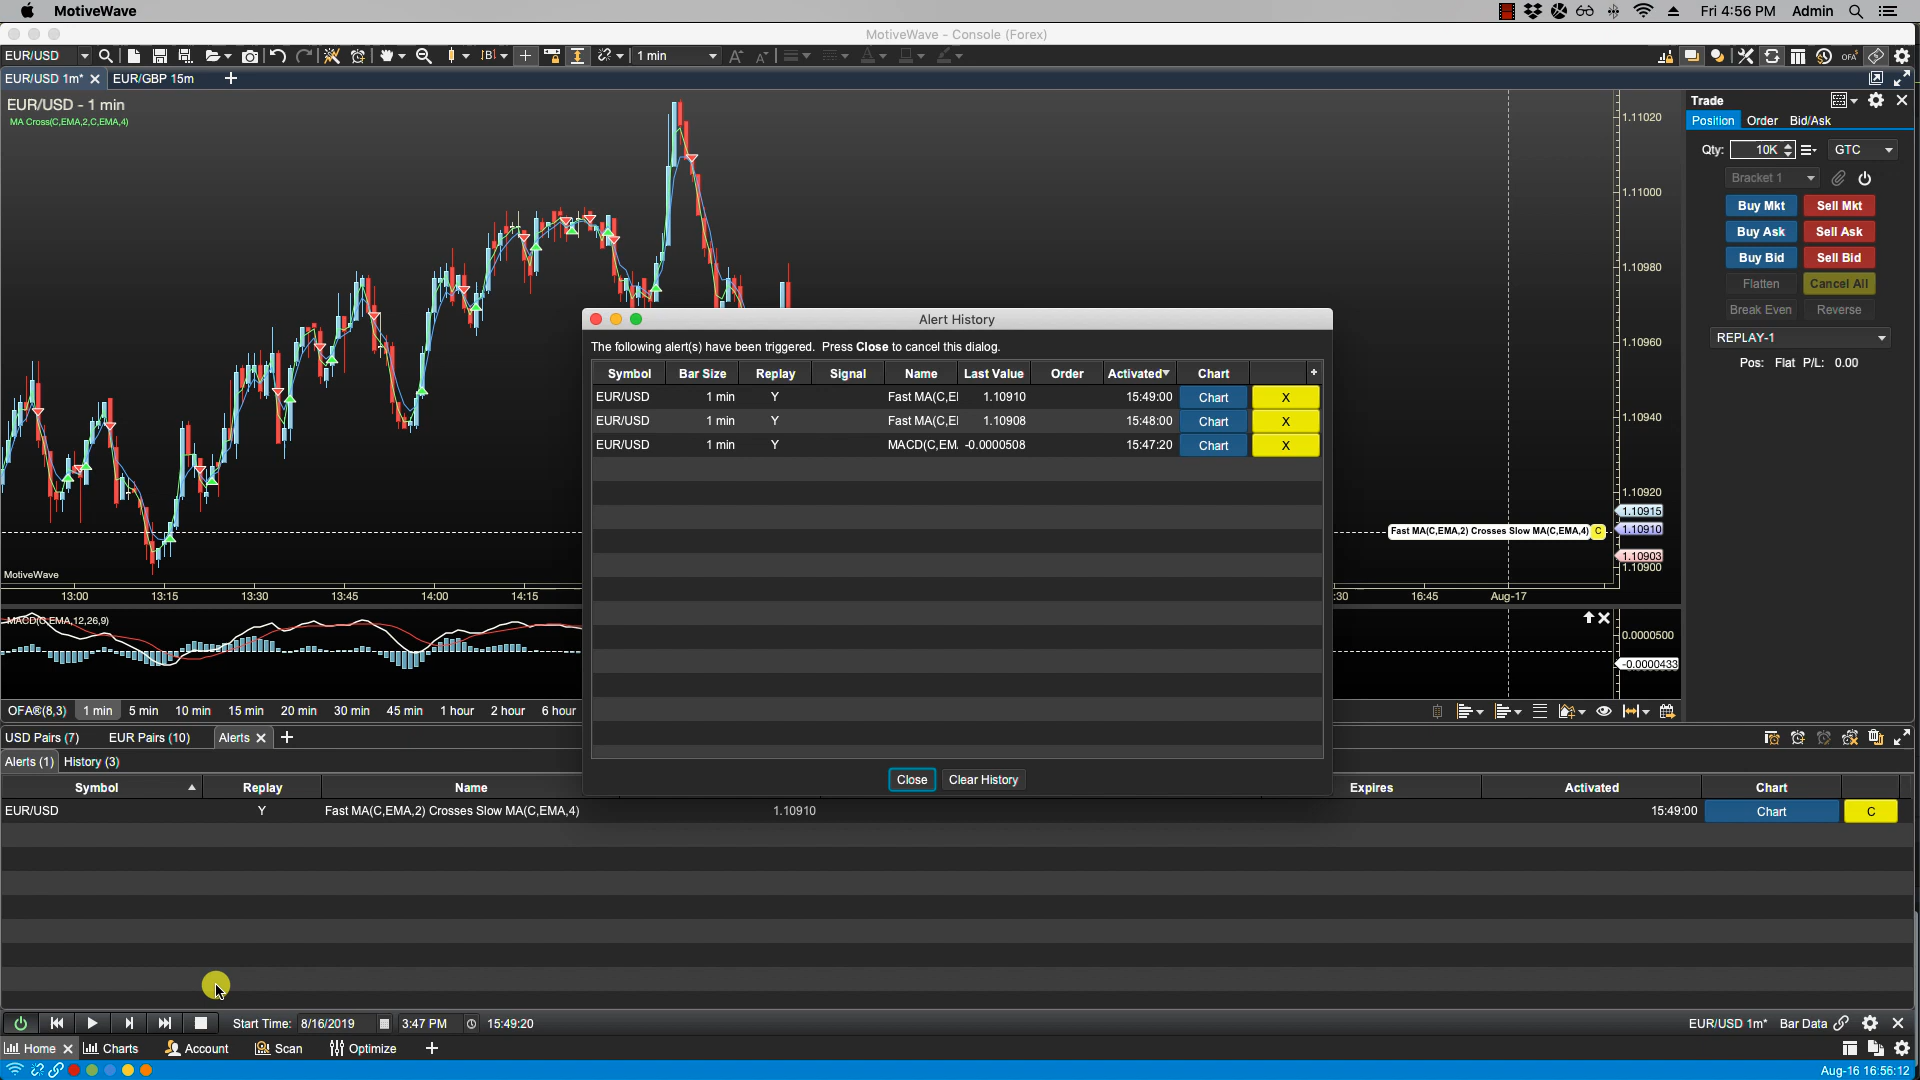 MotiveWave
Fri 4:56 PM Admin
MotiveWave - Console (Forex)
EUR/USD
1 min
EUR/USD 1m* EUR/GBP 15m +
EUR/USD - 1 min
MA Cross(C,EMA,2,C,EMA,4)
1.11020
1.11000
1.10980
1.10960
1.10940
1.10920
1.10915
1.10910
1.10903
1.10900
Fast MA(C,EMA,2) Crosses Slow MA(C,EMA,4) C
MotiveWave
13:00 13:15 13:30 13:45 14:00 14:15 :30 16:45 Aug-17
MACD(C,EMA,12,26,9)
0.0000500
-0.0000433
Trade
Position Order Bid/Ask
Qty: 10K GTC
Bracket 1
Buy Mkt Sell Mkt
Buy Ask Sell Ask
Buy Bid Sell Bid
Flatten Cancel All
Break Even Reverse
REPLAY-1
Pos: Flat P/L: 0.00
Alert History
The following alert(s) have been triggered. Press Close to cancel this dialog.
Symbol Bar Size Replay Signal Name Last Value Order Activated Chart +
EUR/USD 1 min Y Fast MA(C,E 1.10910 15:49:00 Chart X
EUR/USD 1 min Y Fast MA(C,E 1.10908 15:48:00 Chart X
EUR/USD 1 min Y MACD(C,EM. -0.0000508 15:47:20 Chart X
Close Clear History
OFA®(8,3) 1 min 5 min 10 min 15 min 20 min 30 min 45 min 1 hour 2 hour 6 hour
USD Pairs (7) EUR Pairs (10) Alerts +
Alerts (1) History (3)
Symbol Replay Name Expires Activated Chart
EUR/USD Y Fast MA(C,EMA,2) Crosses Slow MA(C,EMA,4) 1.10910 15:49:00 Chart C
Start Time: 8/16/2019 3:47 PM 15:49:20 EUR/USD 1m* Bar Data
Home Charts Account Scan Optimize +
Aug-16 16:56:12